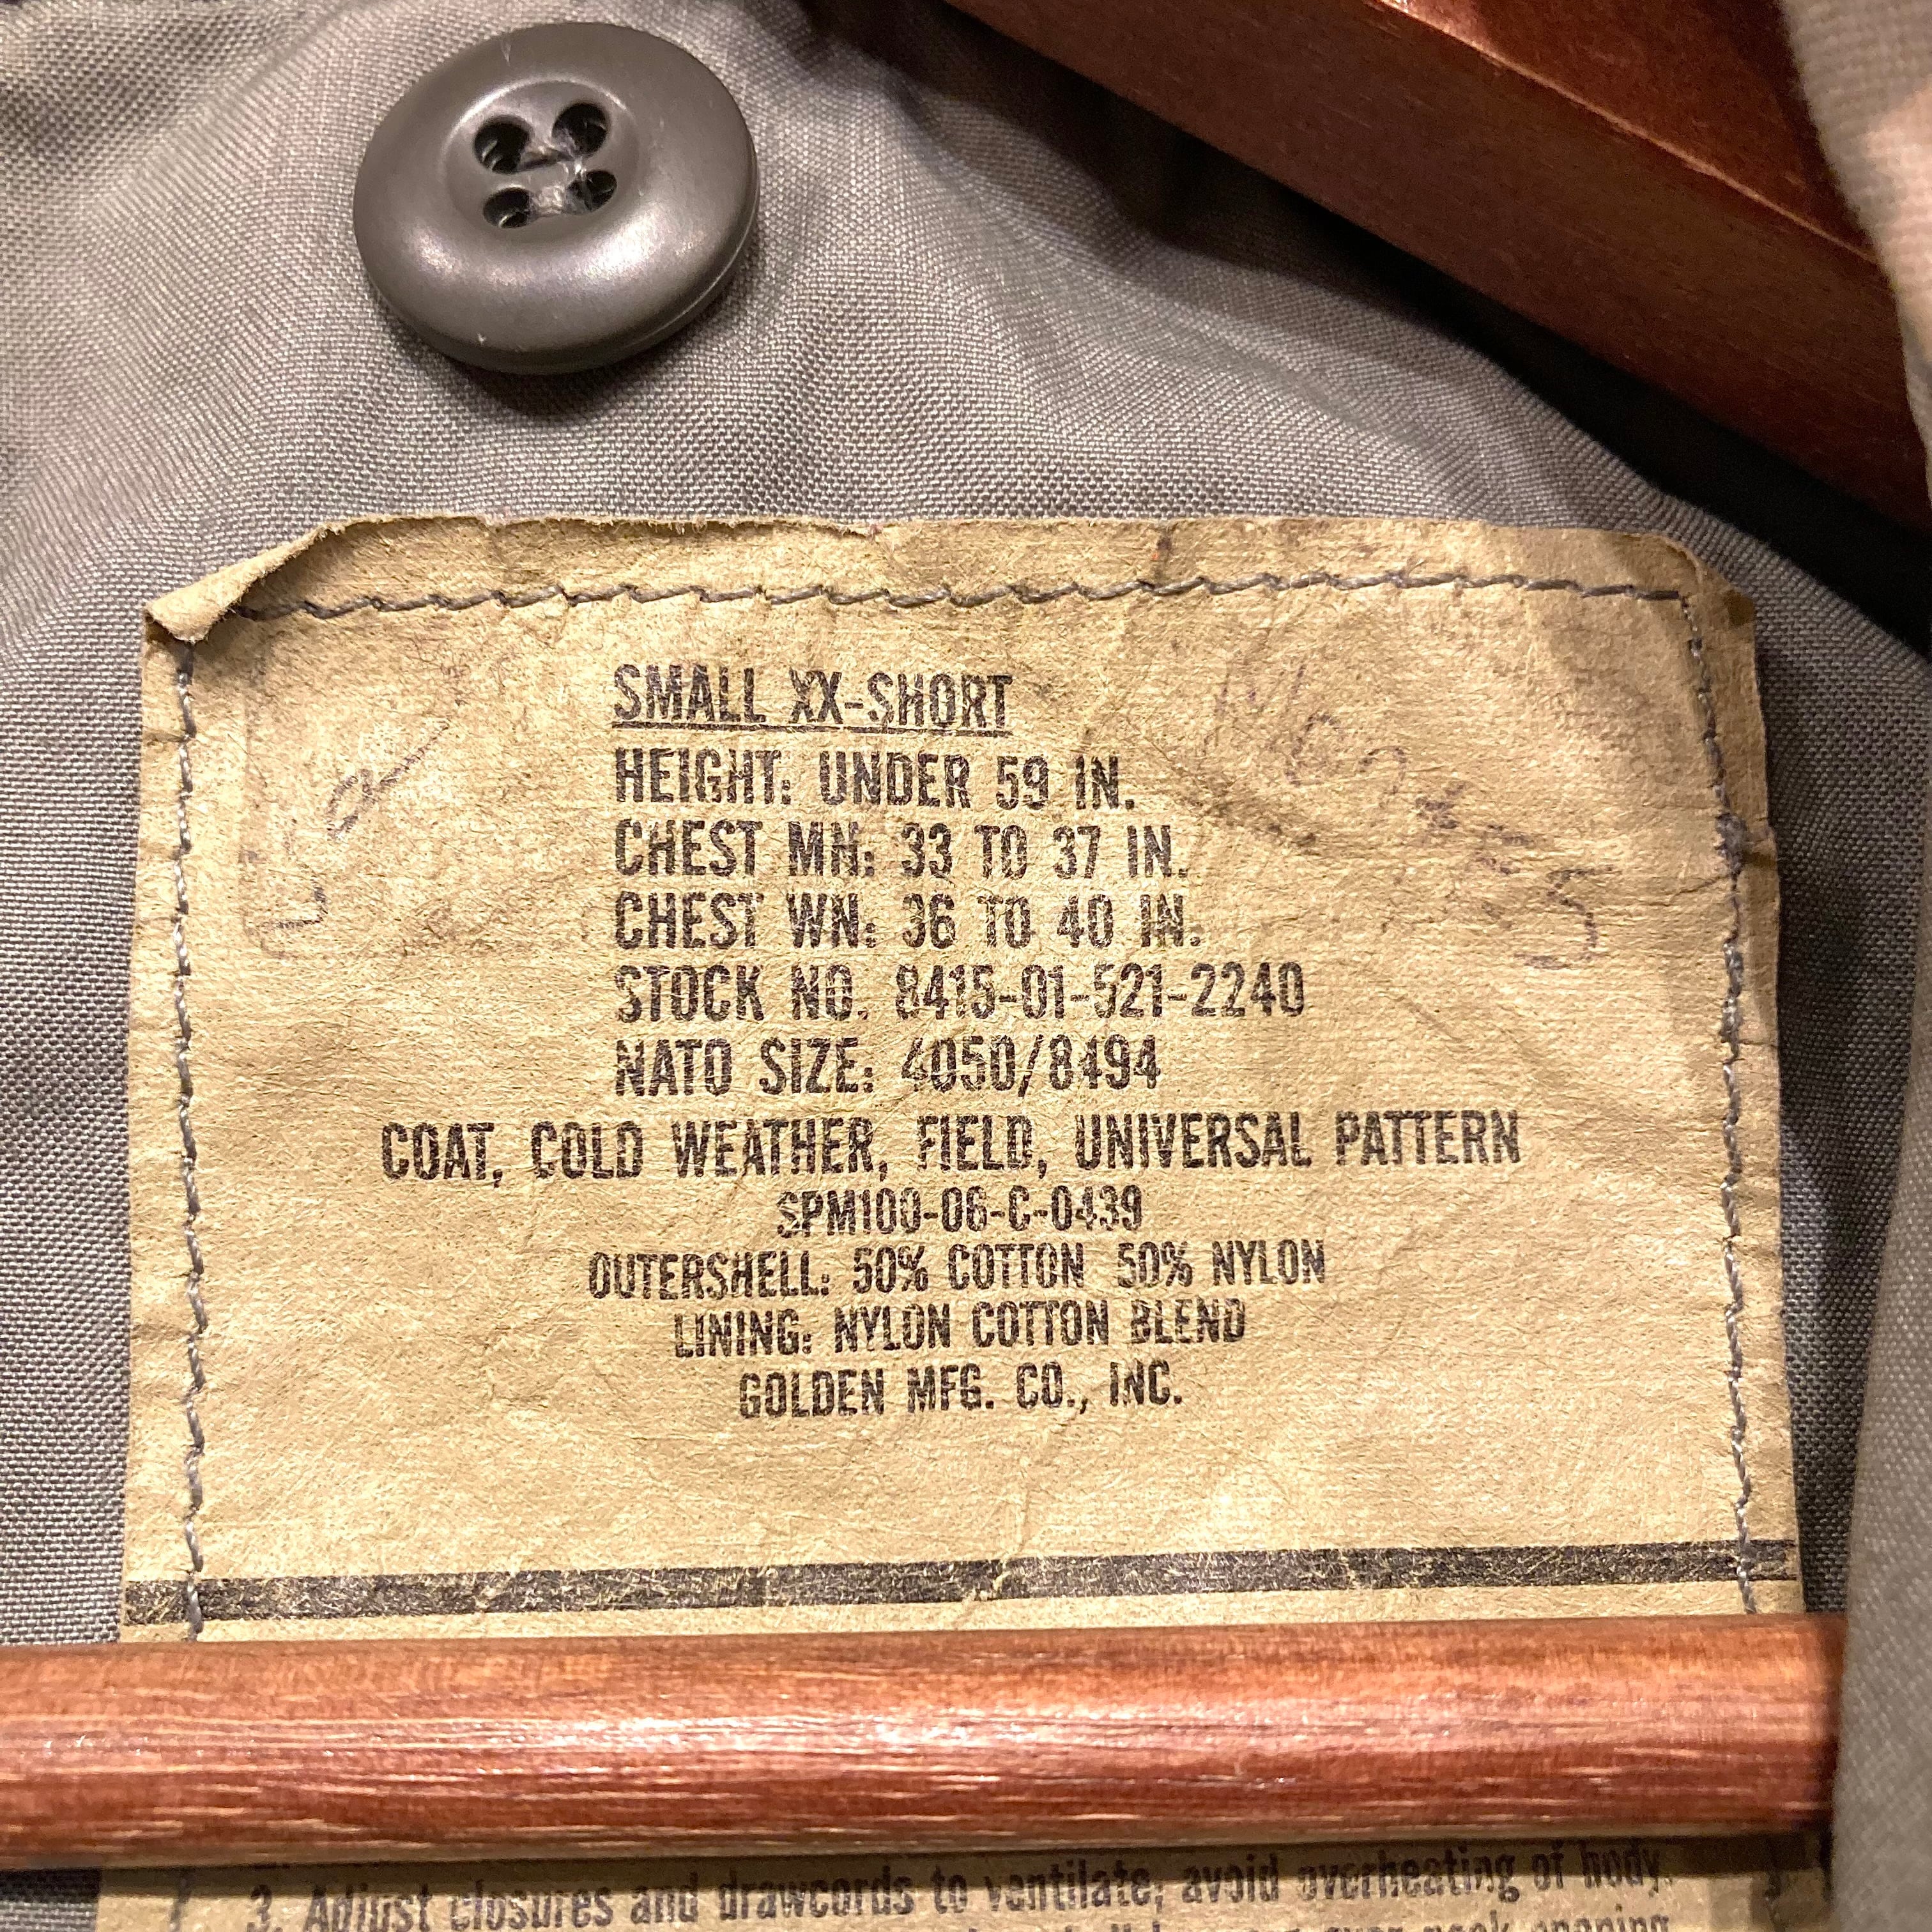 SMALL XX-SHORT
HEIGHT: UNDER 59 IN.
CHEST MN: 33 TO 37 IN.
CHEST WN: 36 TO 40 IN.
STOCK NO. 8415-01-521-2240
NATO SIZE: 4050/8494
COAT, COLD WEATHER, FIELD, UNIVERSAL PATTERN
SPM100-06-C-0439
OUTERSHELL: 50% COTTON 50% NYLON
LINING: NYLON COTTON BLEND
GOLDEN MFG. CO., INC.
3. Adjust closures and drawcords to ventilate, avoid overheating of body.
neck opening